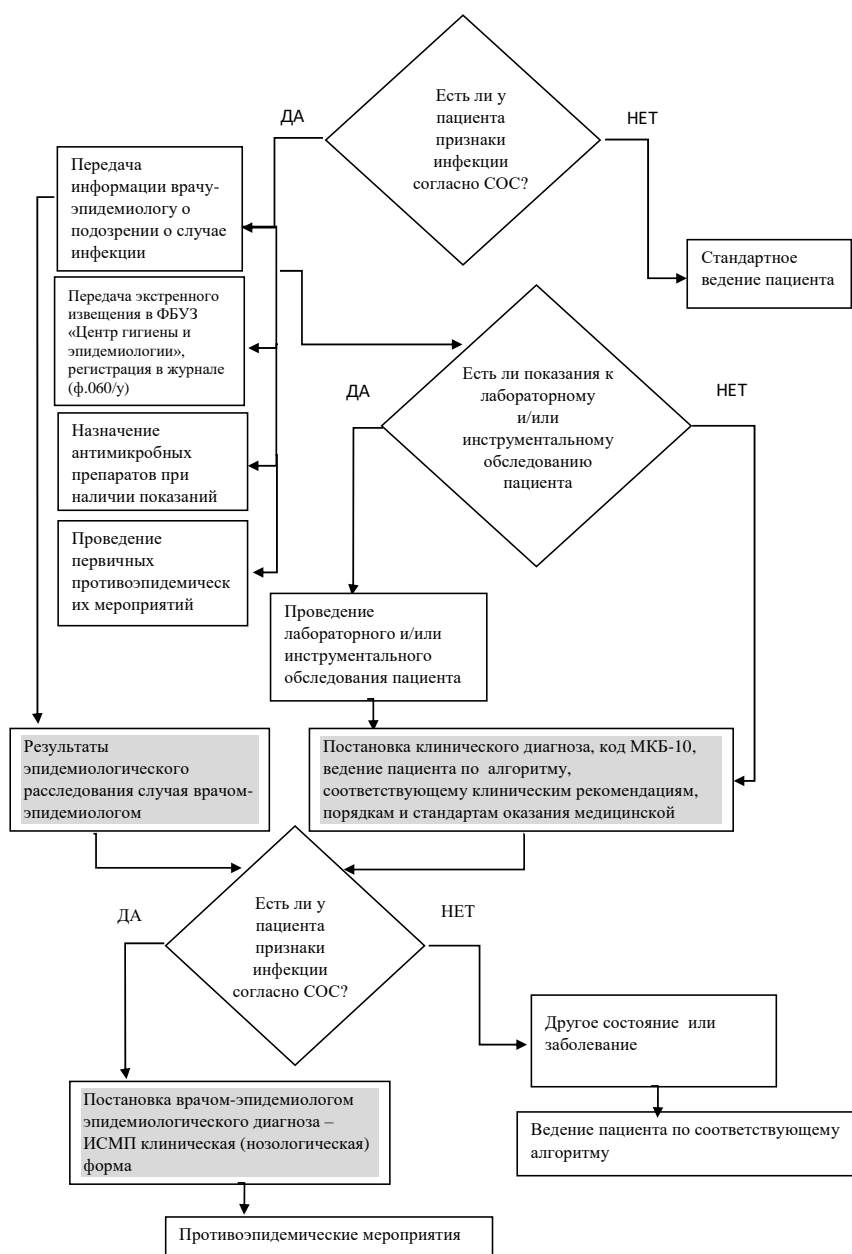 Есть ли у
пациента
признаки
инфекции
согласно СОС?
ДА
НЕТ
Передача
информации врачу-
эпидемиологу о
подозрении о случае
инфекции
Стандартное
ведение пациента
Передача экстренного
извещения в ФБУЗ
«Центр гигиены и
эпидемиологии»,
регистрация в журнале
(ф.060/у)
Есть ли показания к
лабораторному
и/или
инструментальному
обследованию
пациента
ДА
НЕТ
Назначение
антимикробных
препаратов при
наличии показаний
Проведение
первичных
противоэпидемическ
их мероприятий
Проведение
лабораторного и/или
инструментального
обследования пациента
Результаты
эпидемиологического
расследования случая врачом-
эпидемиологом
Постановка клинического диагноза, код МКБ-10,
ведение пациента по алгоритму,
соответствующему клиническим рекомендациям,
порядкам и стандартам оказания медицинской
Есть ли у
пациента
признаки
инфекции
согласно СОС?
ДА
НЕТ
Другое состояние или
заболевание
Постановка врачом-эпидемиологом
эпидемиологического диагноза –
ИСМП клиническая (нозологическая)
форма
Ведение пациента по соответствующему
алгоритму
Противоэпидемические мероприятия